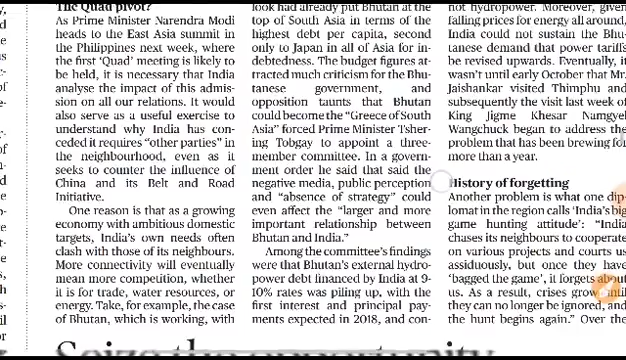 The Quad pivot?
As Prime Minister Narendra Modi
heads to the East Asia summit in
the Philippines next week, where
the first 'Quad' meeting is likely to
be held, it is necessary that India
analyse the impact of this admis-
sion on all our relations. It would
also serve as a useful exercise to
understand why India has con-
ceded it requires "other parties" in
the neighbourhood, even as it
seeks to counter the influence of
China and its Belt and Road
Initiative.
One reason is that as a growing
economy with ambitious domestic
targets, India's own needs often
clash with those of its neighbours.
More connectivity will eventually
mean more competition, whether
it is for trade, water resources, or
energy. Take, for example, the case
of Bhutan, which is working, with
look had already put Bhutan at the
top of South Asia in terms of the
highest debt per capita, second
only to Japan in all of Asia for in-
debtedness. The budget figures at-
tracted much criticism for the Bhu-
tanese government, and
opposition taunts that Bhutan
could become the "Greece of South
Asia" forced Prime Minister Tsher-
ing Tobgay to appoint a three-
member committee. In a govern-
ment order he said that said the
negative media, public perception
and "absence of strategy" could
even affect the "larger and more
important relationship between
Bhutan and India."
Among the committee's findings
were that Bhutan's external hydro-
power debt financed by India at 9-
10% rates was piling up, with the
first interest and principal pay-
ments expected in 2018, and con-
not hydropower. Moreover, given
falling prices for energy all around,
India could not sustain the Bhu-
tanese demand that power tariffs
be revised upwards. Eventually, it
wasn't until early October that Mr.
Jaishankar visited Thimphu and
subsequently the visit last week of
King Jigme Khesar Namgyel
Wangchuck began to address the
problem that has been brewing for
more than a year.
History of forgetting
Another problem is what one dip-
lomat in the region calls 'India's big
game hunting attitude': "India
chases its neighbours to cooperate
on various projects and courts us
assiduously, but once they have
'bagged the game', it forgets about
us. As a result, crises grow until
they can no longer be ignored, and
the hunt begins again." Over the
Seize the opportunity